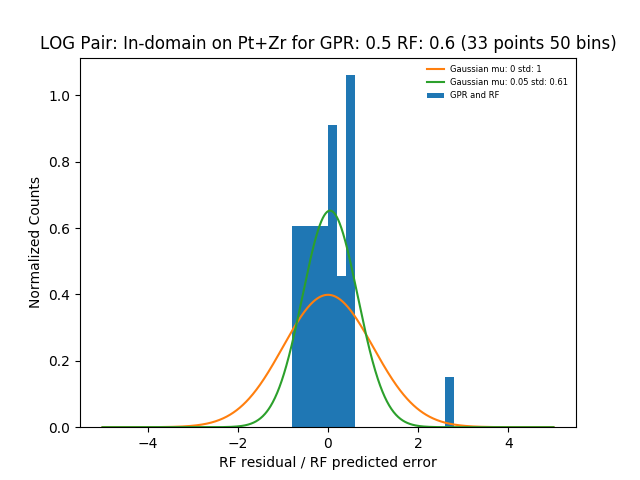 LOG Pair: In-domain on Pt+Zr for GPR: 0.5 RF: 0.6 (33 points 50 bins)
Gaussian mu: 0 std: 1
Gaussian mu: 0.05 std: 0.61
GPR and RF
Normalized Counts
1.0
0.8
0.6
0.4
0.2
0.0
−4 −2 0 2 4
RF residual / RF predicted error